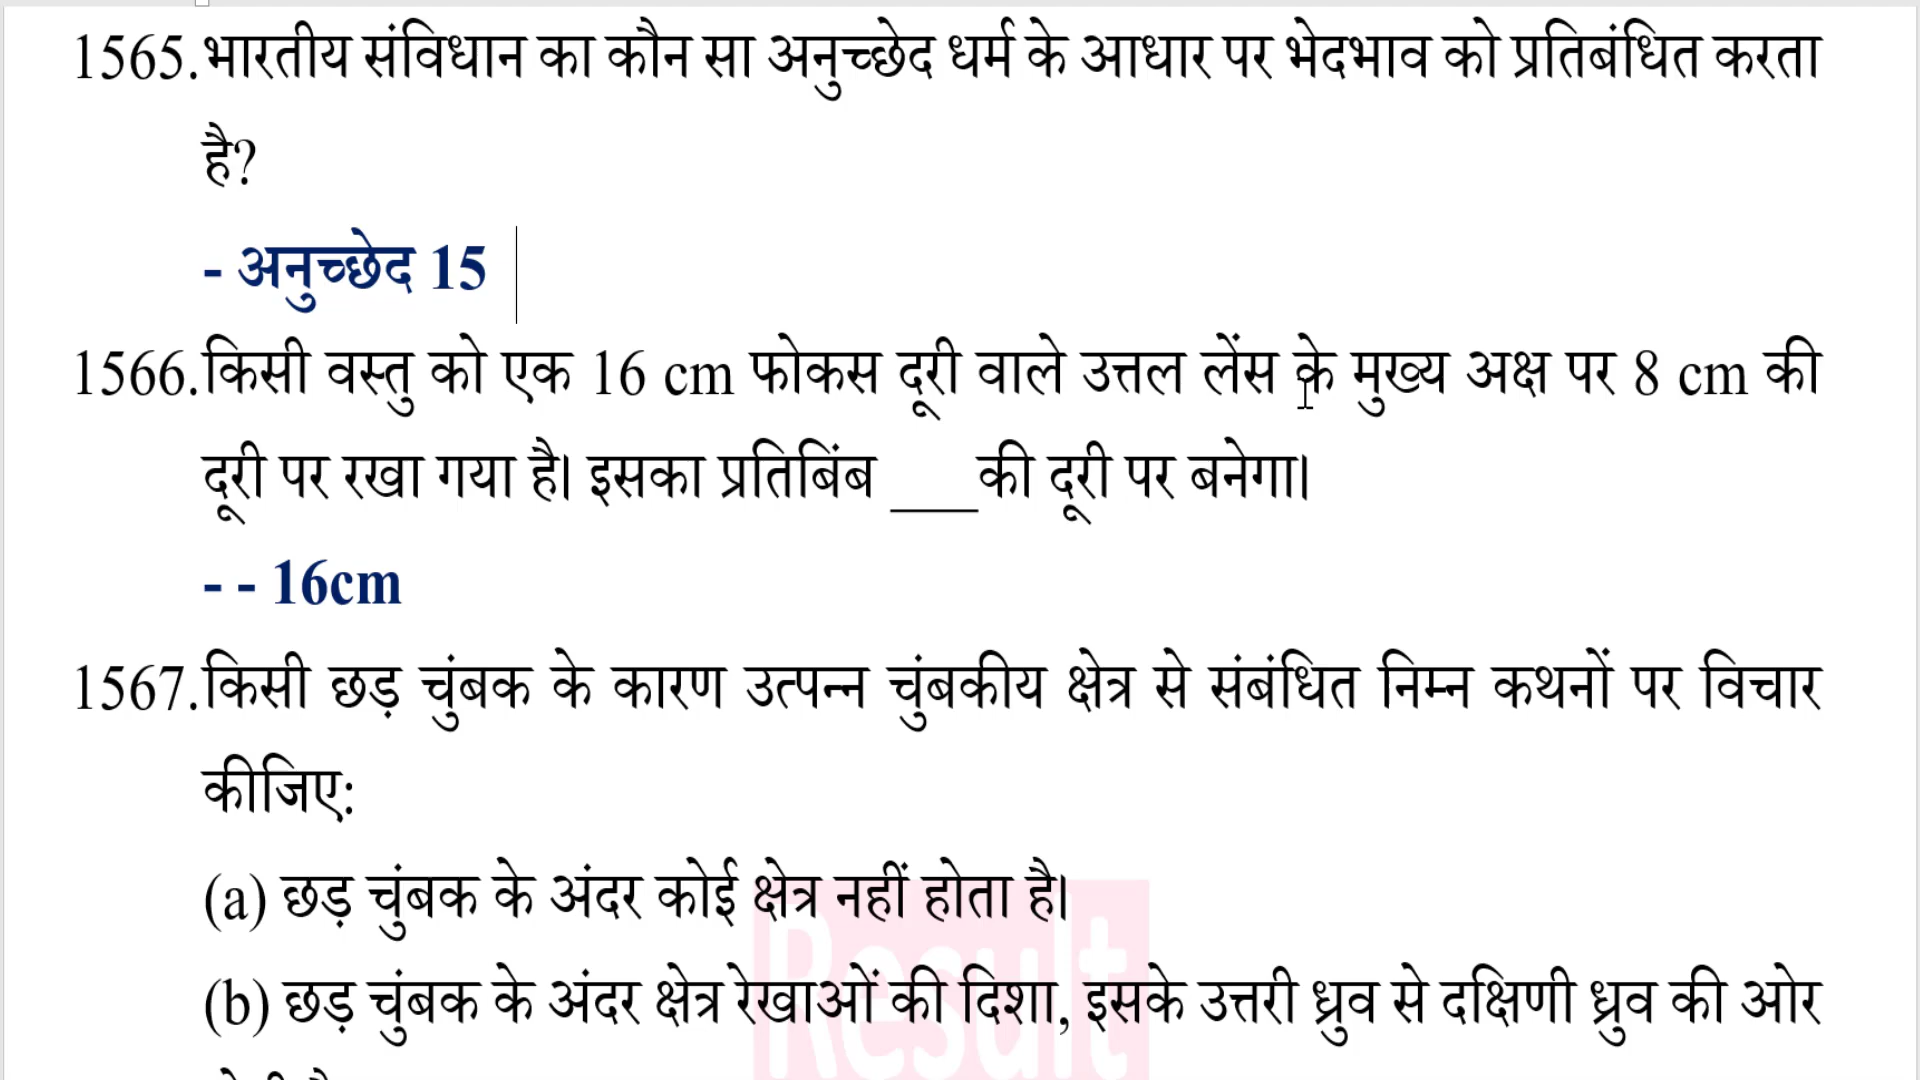 1565.भारतीय संविधान का कौन सा अनुच्छेद धर्म के आधार पर भेदभाव को प्रतिबंधित करता
है?
- अनुच्छेद 15
1566.किसी वस्तु को एक 16 cm फोकस दूरी वाले उत्तल लेंस के मुख्य अक्ष पर 8 cm की
दूरी पर रखा गया है। इसका प्रतिबिंब ___की दूरी पर बनेगा।
- - 16cm
1567.किसी छड़ चुंबक के कारण उत्पन्न चुंबकीय क्षेत्र से संबंधित निम्न कथनों पर विचार
कीजिए:
(a) छड़ चुंबक के अंदर कोई क्षेत्र नहीं होता है।
(b) छड़ चुंबक के अंदर क्षेत्र रेखाओं की दिशा, इसके उत्तरी ध्रुव से दक्षिणी ध्रुव की ओर
Result